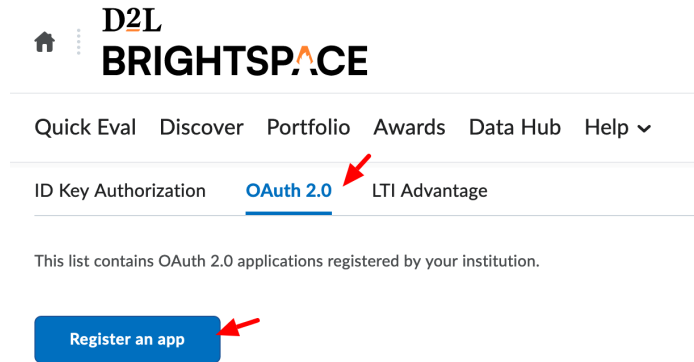 D2L
BRIGHTSPACE
Quick Eval Discover Portfolio Awards Data Hub Help
ID Key Authorization OAuth 2.0 LTI Advantage
This list contains OAuth 2.0 applications registered by your institution.
Register an app